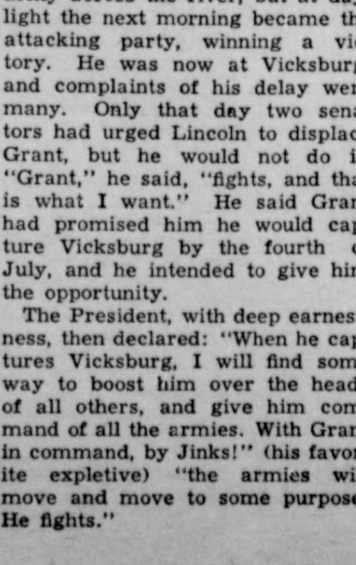 light the next morning became th
attacking party, winning a vic
tory. He was now at Vicksburg
and complaints of his delay wer
many. Only that day two sena
tors had urged Lincoln to displac
Grant, but he would not do i
"Grant," he said, "fights, and tha
is what I want." He said Gran
had promised him he would cap
ture Vicksburg by the fourth o
July, and he intended to give him
the opportunity.
The President, with deep earnest
ness, then declared: "When he cap
tures Vicksburg, I will find som
way to boost him over the head
of all others, and give him com
mand of all the armies. With Gran
in command, by Jinks!" (his favor
ite expletive) "the armies wi
move and move to some purpose
He fights."